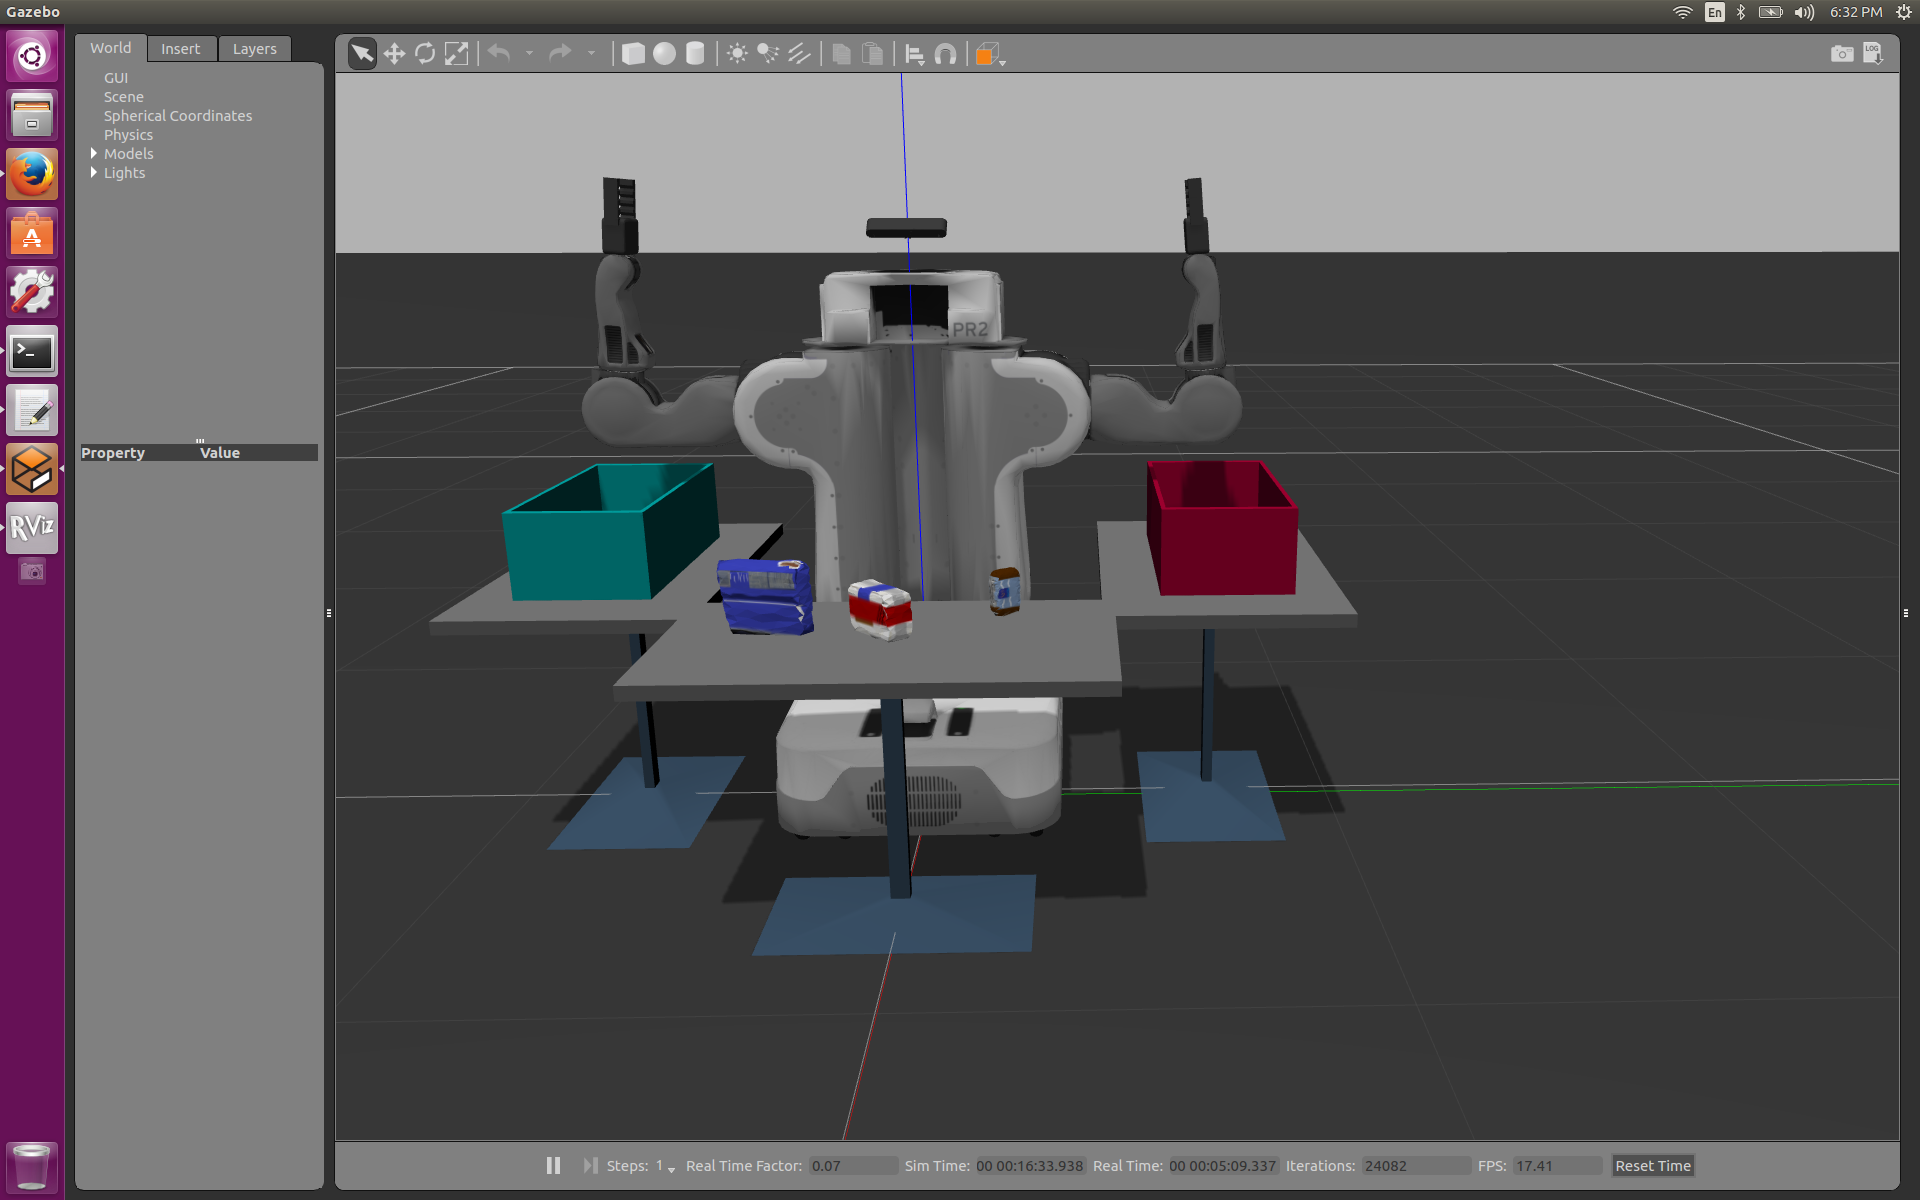 Gazebo
En
6:32 PM
World
Insert
Layers
GUI
Scene
Spherical Coordinates
Physics
Models
Lights
LOG
Property
Value
RViz
PR2
Steps: 1
Real Time Factor: 0.07
Sim Time: 00 00:16:33.938
Real Time: 00 00:05:09.337
Iterations: 24082
FPS: 17.41
Reset Time